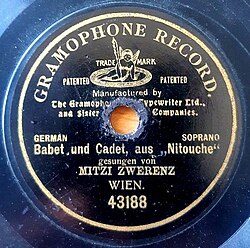 GRAMOPHONE RECORD
TRADE MARK
PATENTED PATENTED
Manufactured by
The Gramophone Typewriter Ltd.,
and Sister Companies.
GERMAN SOPRANO
Babet und Cadet, aus „Nitouche“
gesungen von
MITZI ZWERENZ
WIEN.
43188